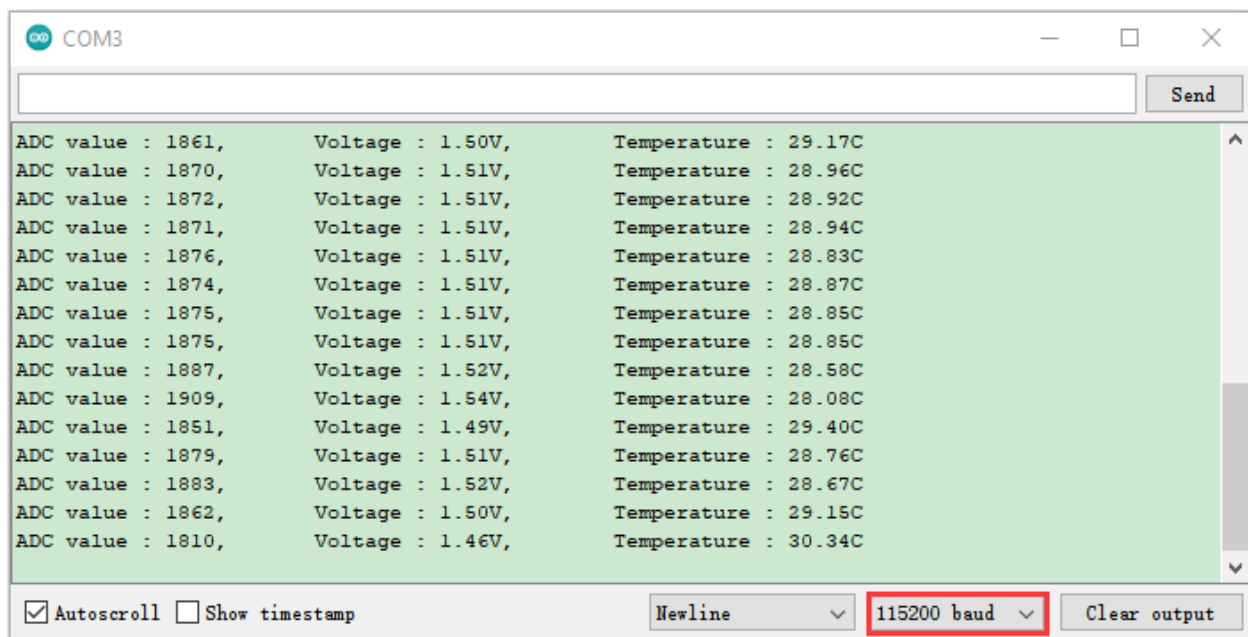 COM3
Send
ADC value : 1861, Voltage : 1.50V, Temperature : 29.17C
ADC value : 1870, Voltage : 1.51V, Temperature : 28.96C
ADC value : 1872, Voltage : 1.51V, Temperature : 28.92C
ADC value : 1871, Voltage : 1.51V, Temperature : 28.94C
ADC value : 1876, Voltage : 1.51V, Temperature : 28.83C
ADC value : 1874, Voltage : 1.51V, Temperature : 28.87C
ADC value : 1875, Voltage : 1.51V, Temperature : 28.85C
ADC value : 1875, Voltage : 1.51V, Temperature : 28.85C
ADC value : 1887, Voltage : 1.52V, Temperature : 28.58C
ADC value : 1909, Voltage : 1.54V, Temperature : 28.08C
ADC value : 1851, Voltage : 1.49V, Temperature : 29.40C
ADC value : 1879, Voltage : 1.51V, Temperature : 28.76C
ADC value : 1883, Voltage : 1.52V, Temperature : 28.67C
ADC value : 1862, Voltage : 1.50V, Temperature : 29.15C
ADC value : 1810, Voltage : 1.46V, Temperature : 30.34C
Autoscroll Show timestamp Newline 115200 baud Clear output